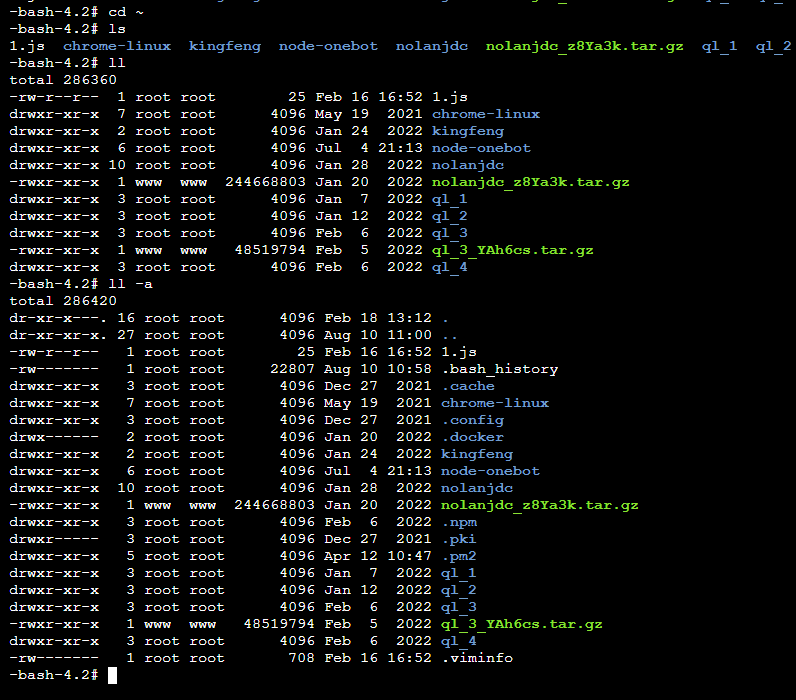 -bash-4.2# cd ~
-bash-4.2# ls
1.js  chrome-linux  kingfeng  node-onebot  nolanjdc  nolanjdc_z8Ya3k.tar.gz  ql_1  ql_2
-bash-4.2# ll
total 286360
-rw-r--r--  1 root root        25 Feb 16 16:52 1.js
drwxr-xr-x  7 root root      4096 May 19  2021 chrome-linux
drwxr-xr-x  2 root root      4096 Jan 24  2022 kingfeng
drwxr-xr-x  6 root root      4096 Jul  4 21:13 node-onebot
drwxr-xr-x 10 root root      4096 Jan 28  2022 nolanjdc
-rwxr-xr-x  1 www  www  244668803 Jan 20  2022 nolanjdc_z8Ya3k.tar.gz
drwxr-xr-x  3 root root      4096 Jan  7  2022 ql_1
drwxr-xr-x  3 root root      4096 Jan 12  2022 ql_2
drwxr-xr-x  3 root root      4096 Feb  6  2022 ql_3
-rwxr-xr-x  1 www  www   48519794 Feb  5  2022 ql_3_YAh6cs.tar.gz
drwxr-xr-x  3 root root      4096 Feb  6  2022 ql_4
-bash-4.2# ll -a
total 286420
dr-xr-x---. 16 root root      4096 Feb 18 13:12 .
dr-xr-xr-x. 27 root root      4096 Aug 10 11:00 ..
-rw-r--r--   1 root root        25 Feb 16 16:52 1.js
-rw-------   1 root root     22807 Aug 10 10:58 .bash_history
drwxr-xr-x   3 root root      4096 Dec 27  2021 .cache
drwxr-xr-x   7 root root      4096 May 19  2021 chrome-linux
drwxr-xr-x   3 root root      4096 Dec 27  2021 .config
drwx------   2 root root      4096 Jan 20  2022 .docker
drwxr-xr-x   2 root root      4096 Jan 24  2022 kingfeng
drwxr-xr-x   6 root root      4096 Jul  4 21:13 node-onebot
drwxr-xr-x  10 root root      4096 Jan 28  2022 nolanjdc
-rwxr-xr-x   1 www  www  244668803 Jan 20  2022 nolanjdc_z8Ya3k.tar.gz
drwxr-xr-x   3 root root      4096 Feb  6  2022 .npm
drwxr-----   3 root root      4096 Dec 27  2021 .pki
drwxr-xr-x   5 root root      4096 Apr 12 10:47 .pm2
drwxr-xr-x   3 root root      4096 Jan  7  2022 ql_1
drwxr-xr-x   3 root root      4096 Jan 12  2022 ql_2
drwxr-xr-x   3 root root      4096 Feb  6  2022 ql_3
-rwxr-xr-x   1 www  www   48519794 Feb  5  2022 ql_3_YAh6cs.tar.gz
drwxr-xr-x   3 root root      4096 Feb  6  2022 ql_4
-rw-------   1 root root       708 Feb 16 16:52 .viminfo
-bash-4.2#